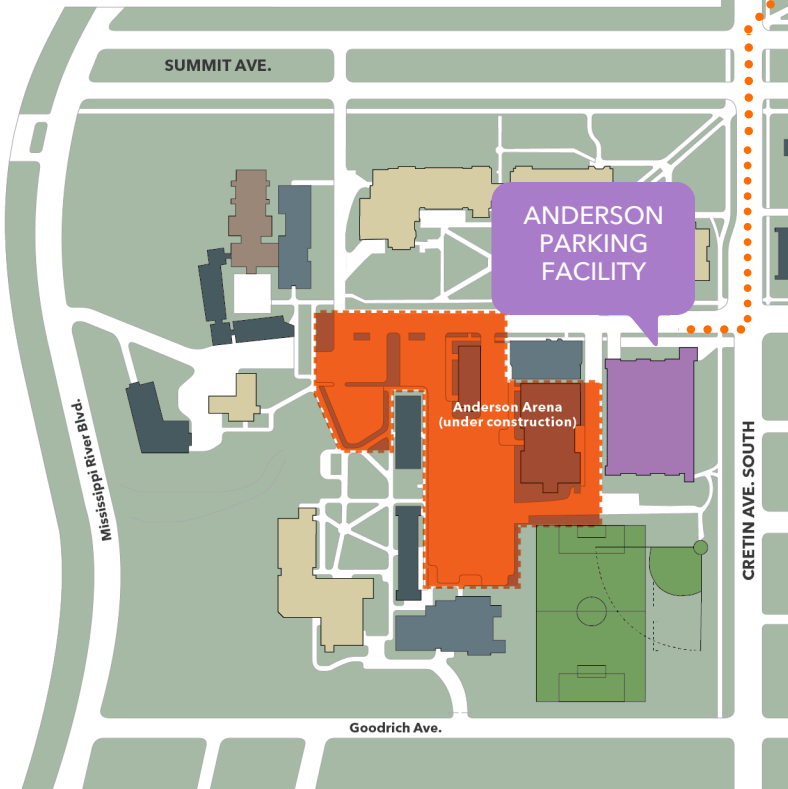 SUMMIT AVE.
ANDERSON
PARKING
FACILITY
Anderson Arena
(under construction)
Mississippi River Blvd.
CRETIN AVE. SOUTH
Goodrich Ave.